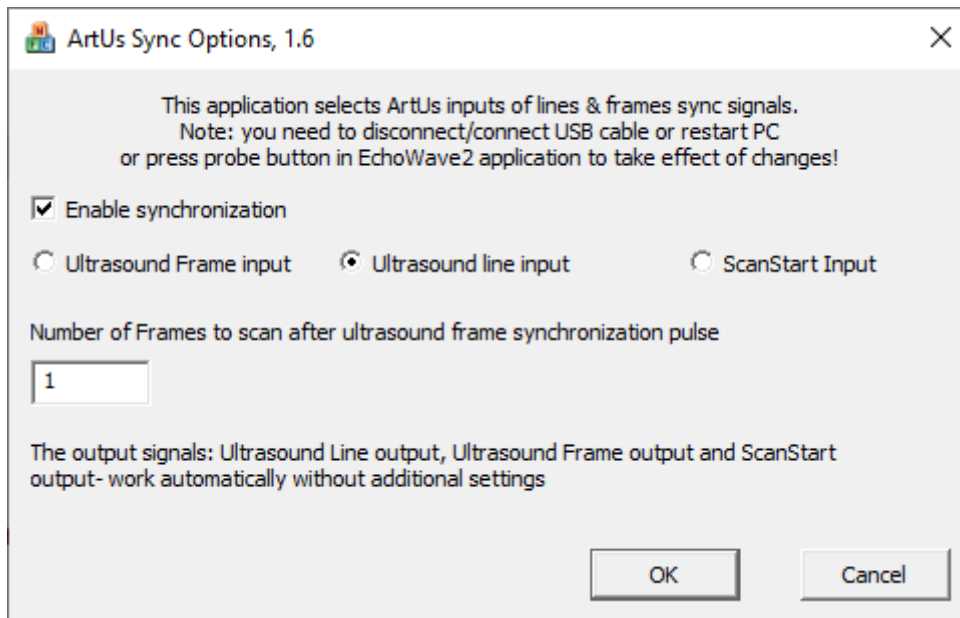 ArtUs Sync Options, 1.6
This application selects ArtUs inputs of lines & frames sync signals.
Note: you need to disconnect/connect USB cable or restart PC
or press probe button in EchoWave2 application to take effect of changes!
Enable synchronization
Ultrasound Frame input Ultrasound line input ScanStart Input
Number of Frames to scan after ultrasound frame synchronization pulse
1
The output signals: Ultrasound Line output, Ultrasound Frame output and ScanStart
output- work automatically without additional settings
OK Cancel